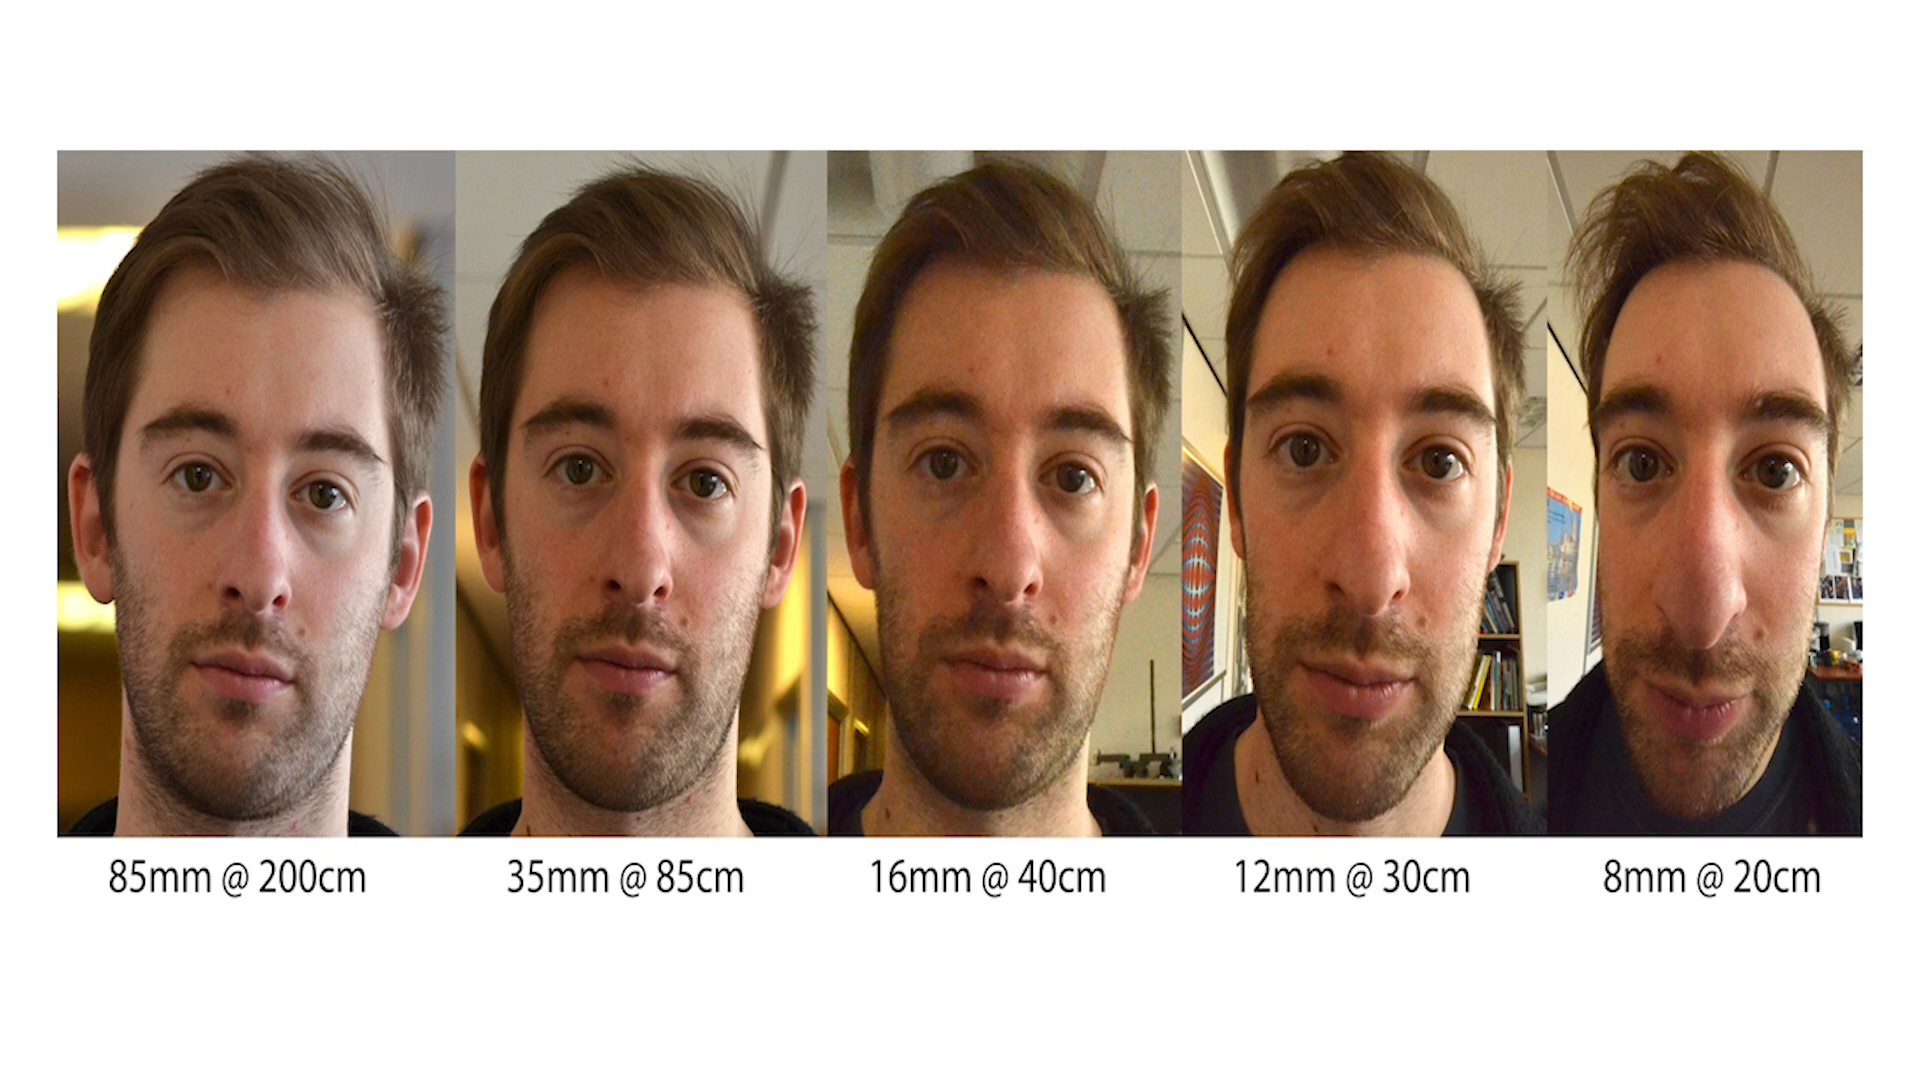 85mm @ 200cm
35mm @ 85cm
16mm @ 40cm
12mm @ 30cm
8mm @ 20cm